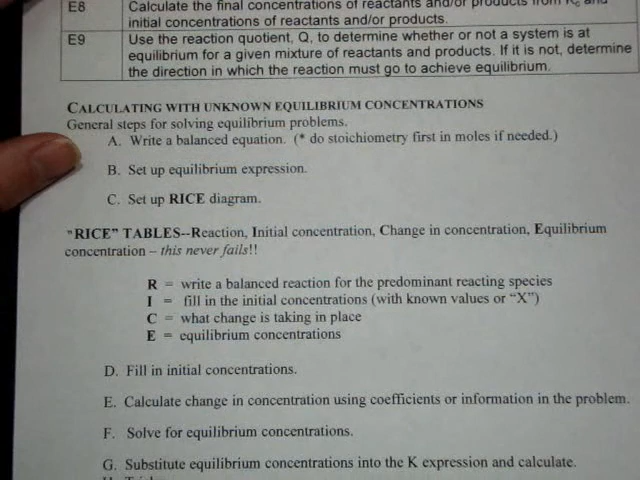 E8 Calculate the final concentrations of reactants and/or products from Kc and
initial concentrations of reactants and/or products.
E9 Use the reaction quotient, Q, to determine whether or not a system is at
equilibrium for a given mixture of reactants and products. If it is not, determine
the direction in which the reaction must go to achieve equilibrium.
CALCULATING WITH UNKNOWN EQUILIBRIUM CONCENTRATIONS
General steps for solving equilibrium problems.
A. Write a balanced equation. (* do stoichiometry first in moles if needed.)
B. Set up equilibrium expression.
C. Set up RICE diagram.
"RICE" TABLES--Reaction, Initial concentration, Change in concentration, Equilibrium
concentration – this never fails!!
R = write a balanced reaction for the predominant reacting species
I = fill in the initial concentrations (with known values or "X")
C = what change is taking in place
E = equilibrium concentrations
D. Fill in initial concentrations.
E. Calculate change in concentration using coefficients or information in the problem.
F. Solve for equilibrium concentrations.
G. Substitute equilibrium concentrations into the K expression and calculate.